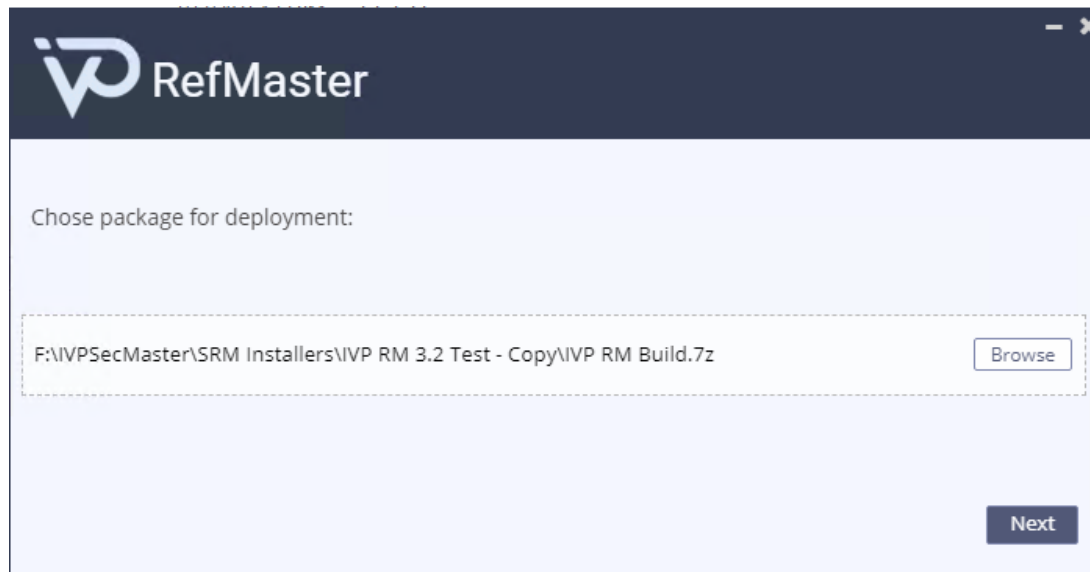 RefMaster
Chose package for deployment:
F:\IVPSecMaster\SRM Installers\IVP RM 3.2 Test - Copy\IVP RM Build.7z
Browse
Next